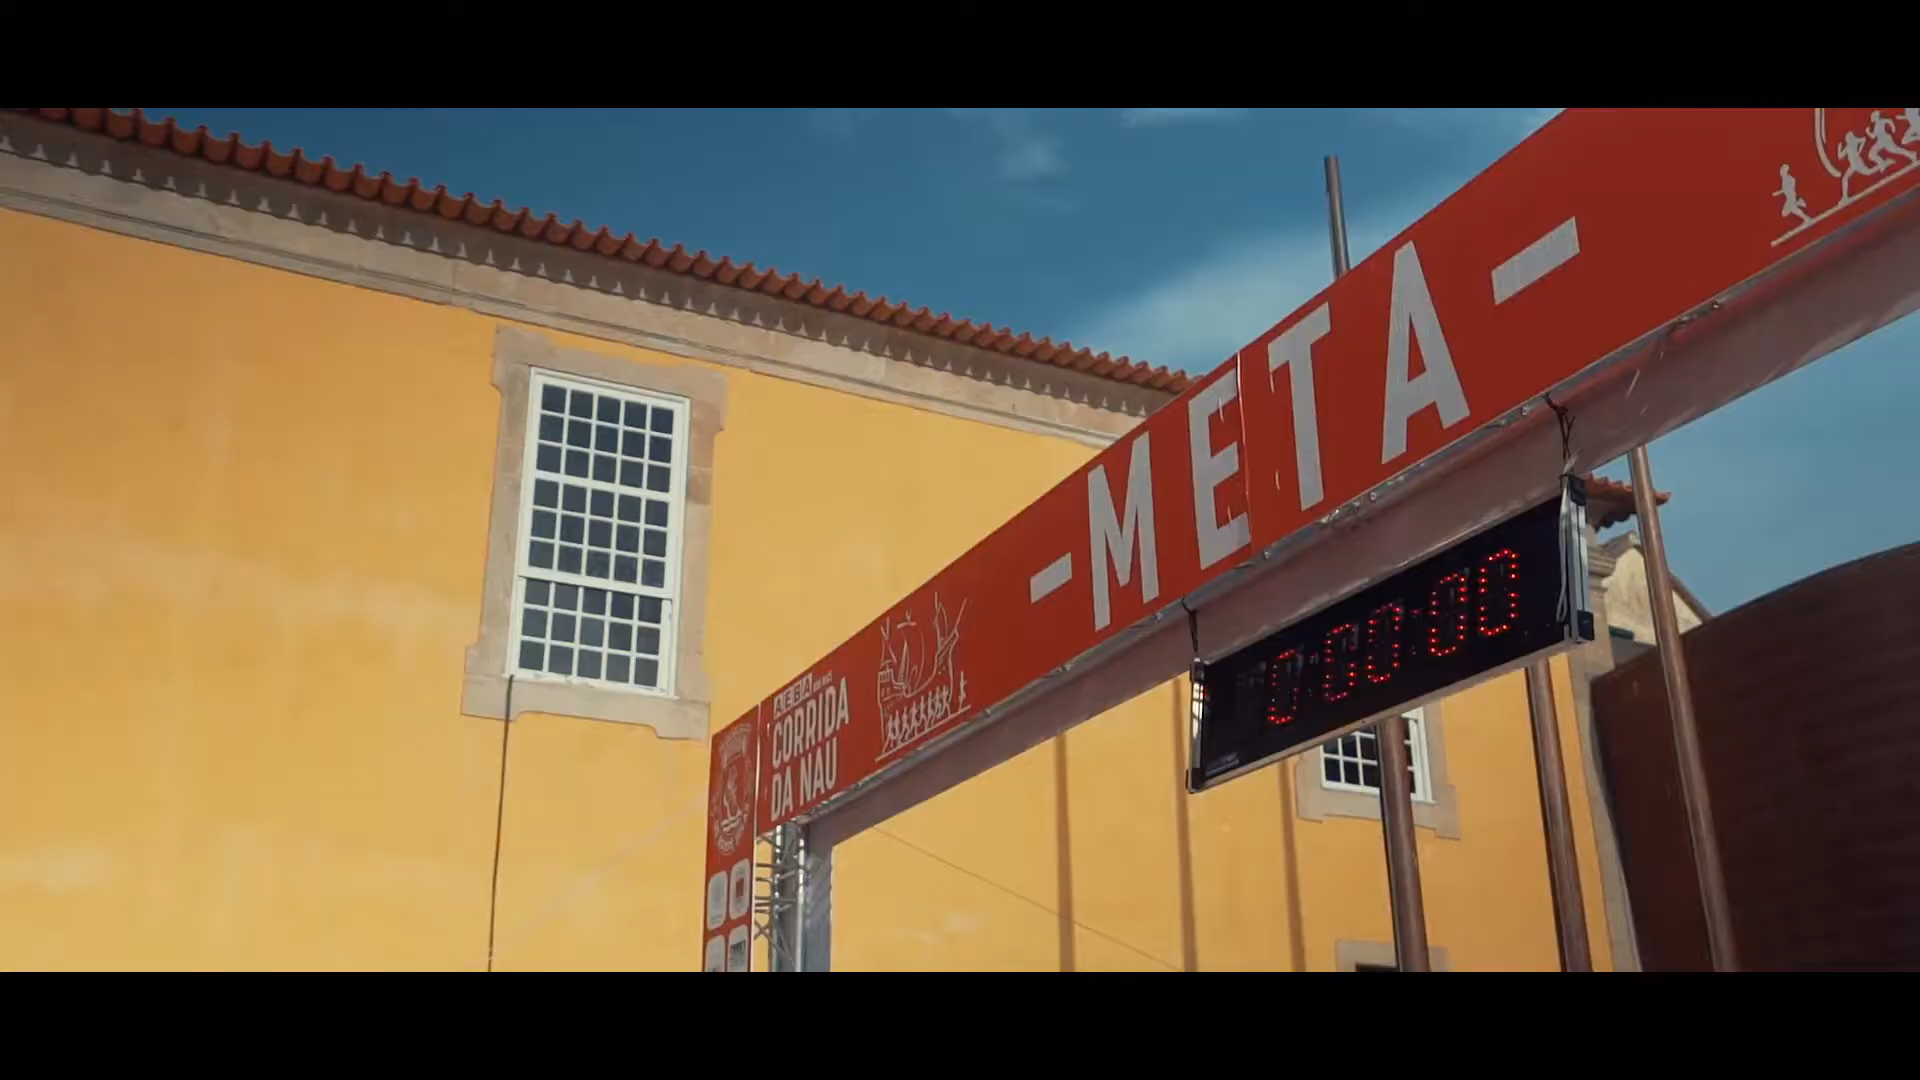 - META -
AEBA
CORRIDA
DA NAU
0:00:00